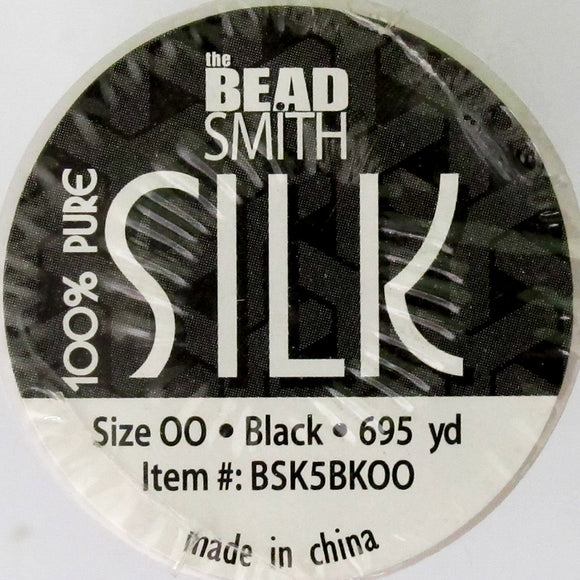 the
BEAD
SMITH
100% PURE
SILK
Size OO • Black • 695 yd
Item #: BSK5BKOO
made in china